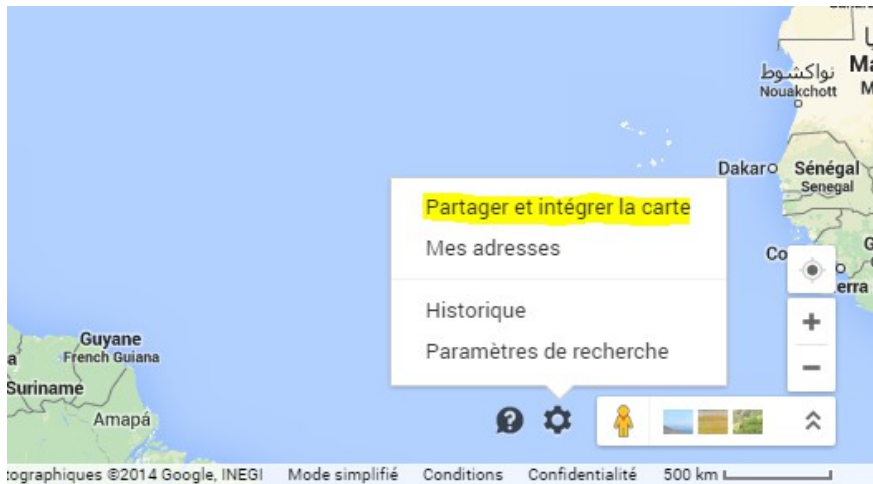 نواكشوط
Nouakchott
Dakar
Sénégal
Senegal
Partager et intégrer la carte
Mes adresses
Historique
Paramètres de recherche
Guyane
French Guiana
Suriname
Amapá
+
−
?
tographiques ©2014 Google, INEGI Mode simplifié Conditions Confidentialité 500 km